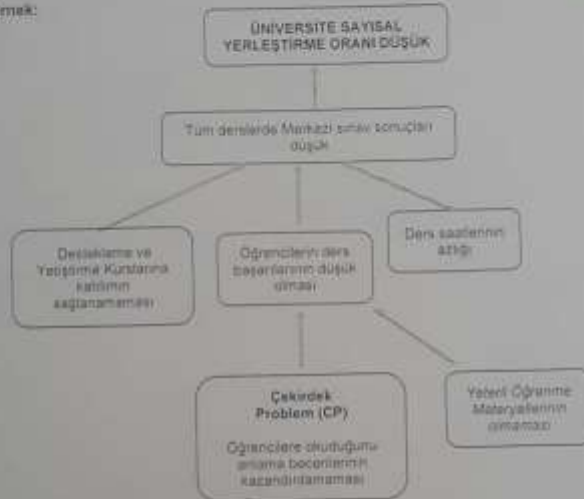 rnek:
ÜNİVERSİTE SAYISAL
YERLEŞTİRME ORANI DÜŞÜK
Tüm derslerde Merkezi sınav sonuçları
düşük
Destekleme ve
Yetiştirme Kurslarına
katılımın
sağlanamaması
Öğrencilerin ders
başarılarının düşük
olması
Ders saatlerinin
azlığı
Çekirdek
Problem (CP)
Öğrencilere okuduğunu
anlama becerilerinin
kazandırılamaması
Yeterli Öğrenme
Materyallerinin
olmaması